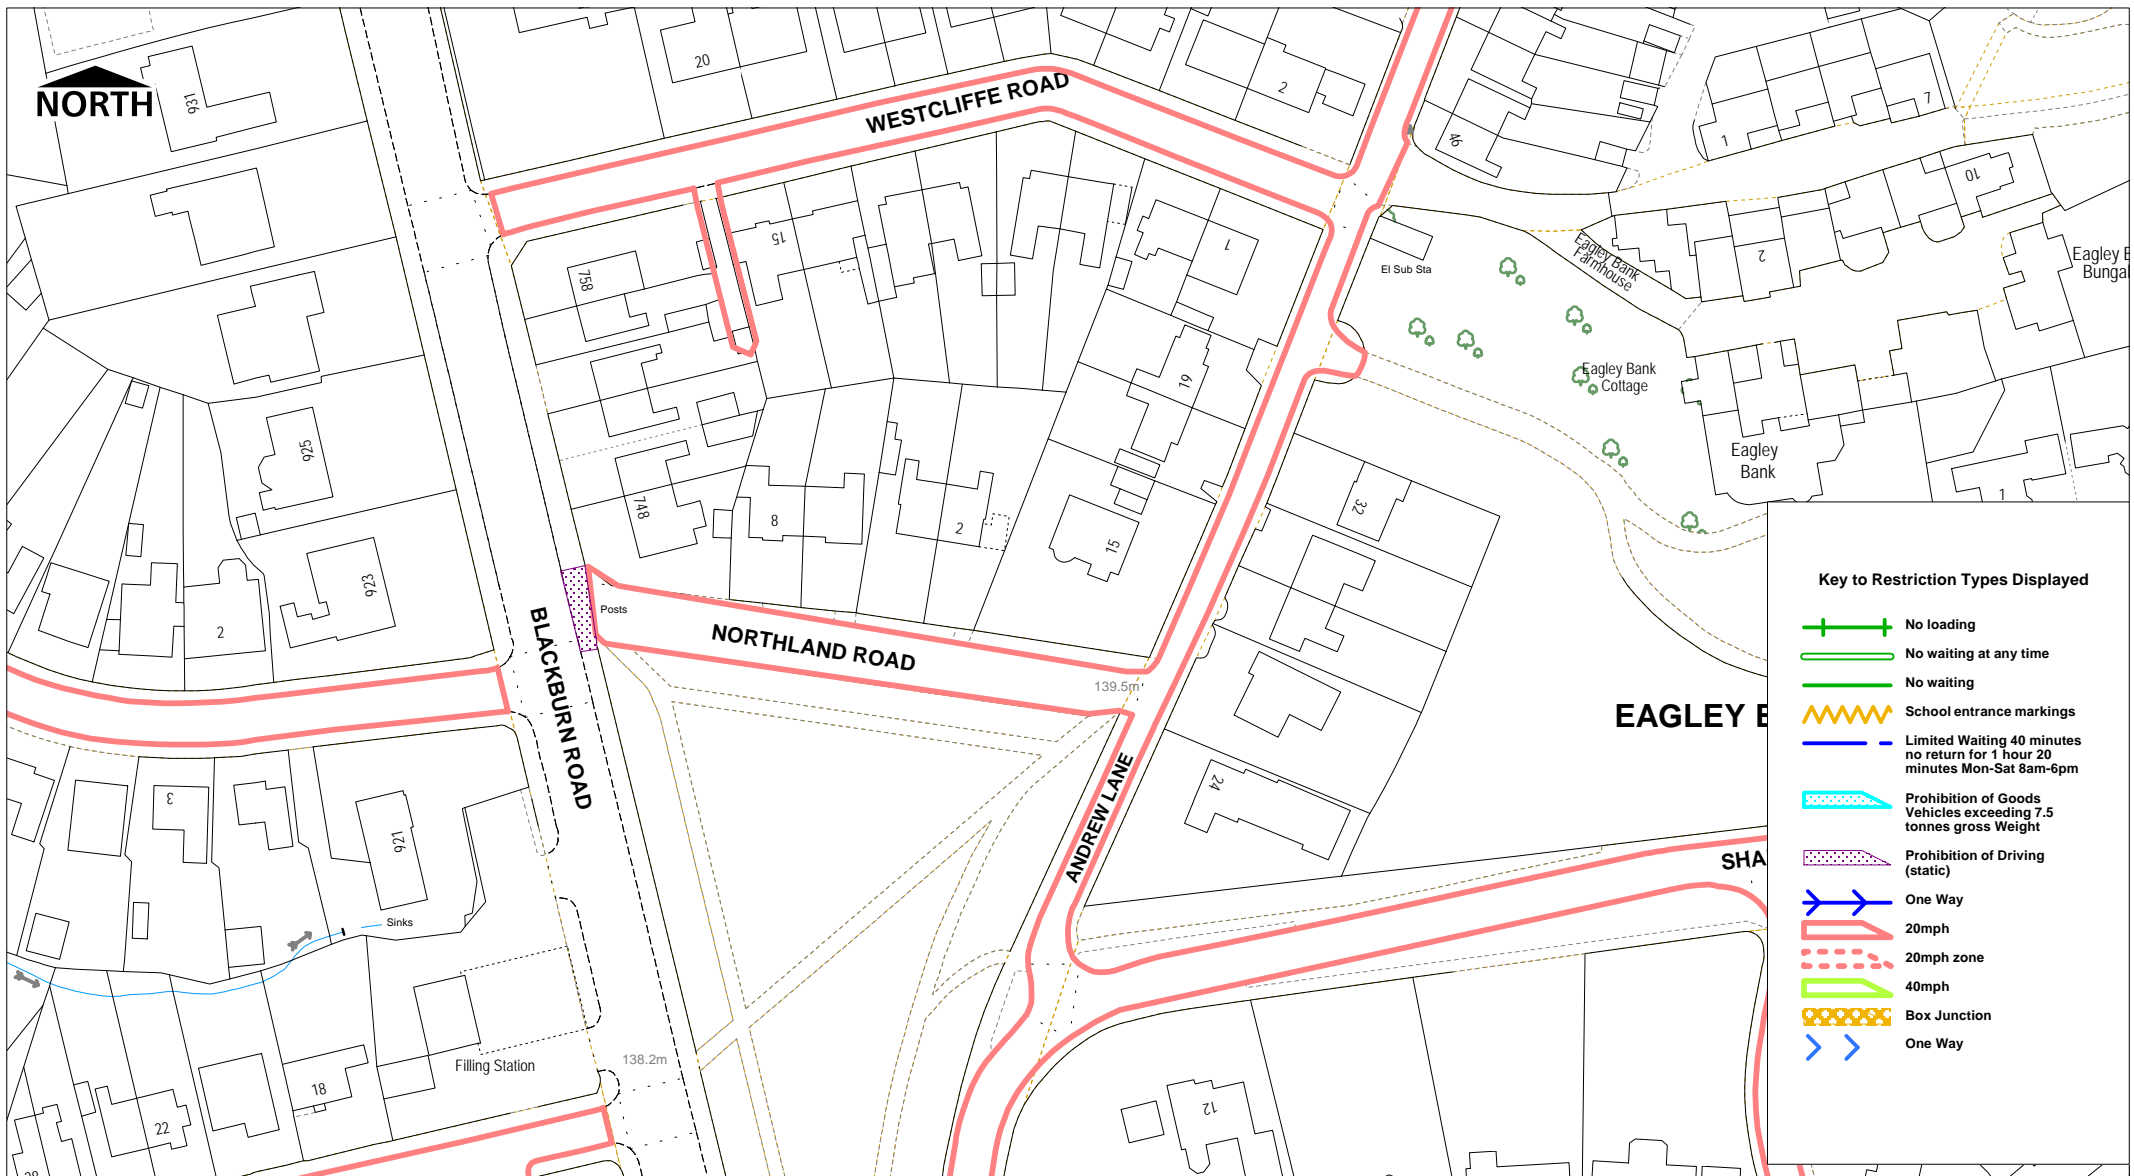 NORTH
931
20
WESTCLIFFE ROAD
2
46
1
7
10
758
15
1
El Sub Sta
Eagley Bank
Farmhouse
2
Eagley B
Bungal
925
16
Eagley Bank
Cottage
Eagley
Bank
1
748
8
2
15
32
923
2
Posts
BLACKBURN ROAD
NORTHLAND ROAD
139.5m
EAGLEY B
3
921
24
ANDREW LANE
SHA
Sinks
Filling Station
138.2m
18
22
12
Key to Restriction Types Displayed
No loading
No waiting at any time
No waiting
School entrance markings
Limited Waiting 40 minutes
no return for 1 hour 20
minutes Mon-Sat 8am-6pm
Prohibition of Goods
Vehicles exceeding 7.5
tonnes gross Weight
Prohibition of Driving
(static)
One Way
20mph
20mph zone
40mph
Box Junction
One Way